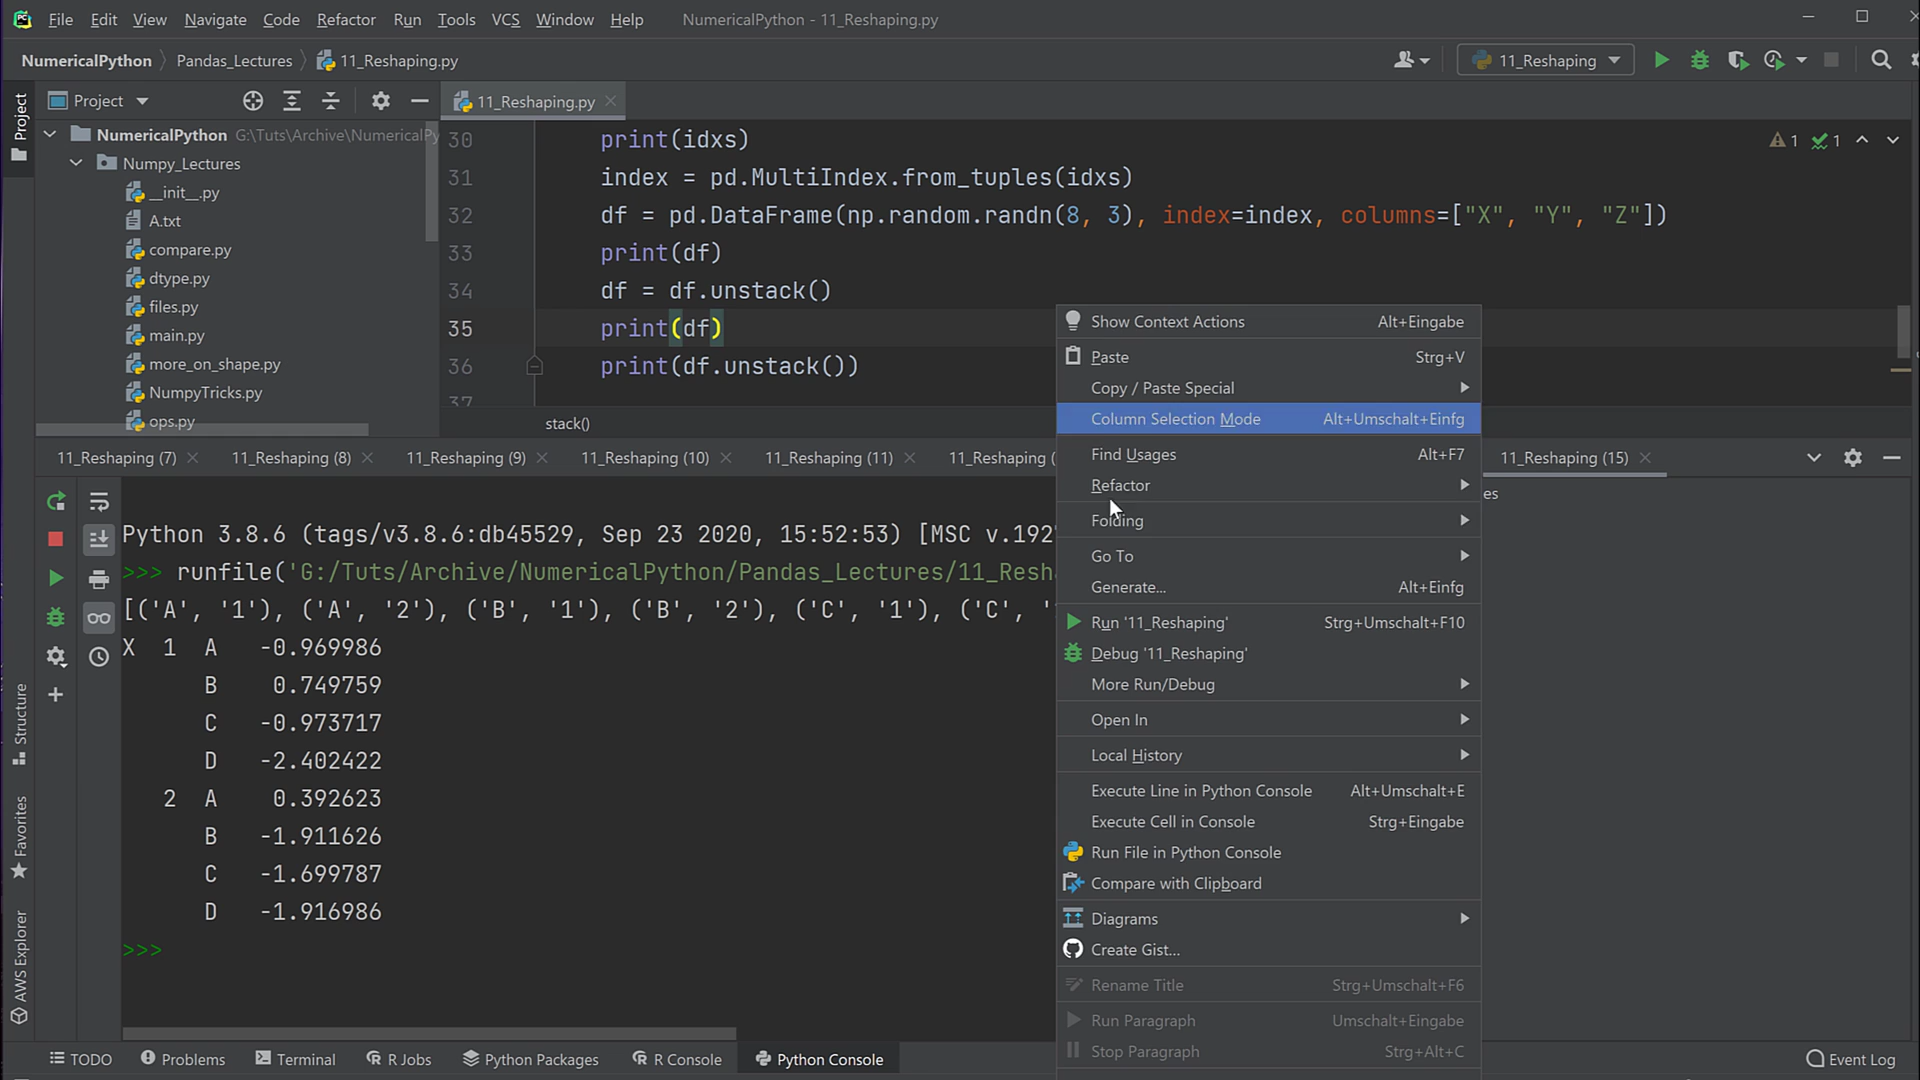 File Edit View Navigate Code Refactor Run Tools VCS Window Help NumericalPython - 11_Reshaping.py
NumericalPython Pandas_Lectures 11_Reshaping.py 11_Reshaping
Project
Project
11_Reshaping.py
NumericalPython G:\Tuts\Archive\NumericalPy
Numpy_Lectures
__init__.py
A.txt
compare.py
dtype.py
files.py
main.py
more_on_shape.py
NumpyTricks.py
ops.py
30 print(idxs)
31 index = pd.MultiIndex.from_tuples(idxs)
32 df = pd.DataFrame(np.random.randn(8, 3), index=index, columns=["X", "Y", "Z"])
33 print(df)
34 df = df.unstack()
35 print(df)
36 print(df.unstack())
37
1 1
stack()
11_Reshaping (7) 11_Reshaping (8) 11_Reshaping (9) 11_Reshaping (10) 11_Reshaping (11) 11_Reshaping ( 11_Reshaping (15)
Python 3.8.6 (tags/v3.8.6:db45529, Sep 23 2020, 15:52:53) [MSC v.192
>>> runfile('G:/Tuts/Archive/NumericalPython/Pandas_Lectures/11_Resh
[('A', '1'), ('A', '2'), ('B', '1'), ('B', '2'), ('C', '1'), ('C', '
X 1 A -0.969986
B 0.749759
C -0.973717
D -2.402422
2 A 0.392623
B -1.911626
C -1.699787
D -1.916986
>>>
Show Context Actions Alt+Eingabe
Paste Strg+V
Copy / Paste Special
Column Selection Mode Alt+Umschalt+Einfg
Find Usages Alt+F7
Refactor
Folding
Go To
Generate... Alt+Einfg
Run '11_Reshaping' Strg+Umschalt+F10
Debug '11_Reshaping'
More Run/Debug
Open In
Local History
Execute Line in Python Console Alt+Umschalt+E
Execute Cell in Console Strg+Eingabe
Run File in Python Console
Compare with Clipboard
Diagrams
Create Gist...
Rename Title Strg+Umschalt+F6
Run Paragraph Umschalt+Eingabe
Stop Paragraph Strg+Alt+C
es
Structure
Favorites
AWS Explorer
TODO Problems Terminal R Jobs Python Packages R Console Python Console Event Log